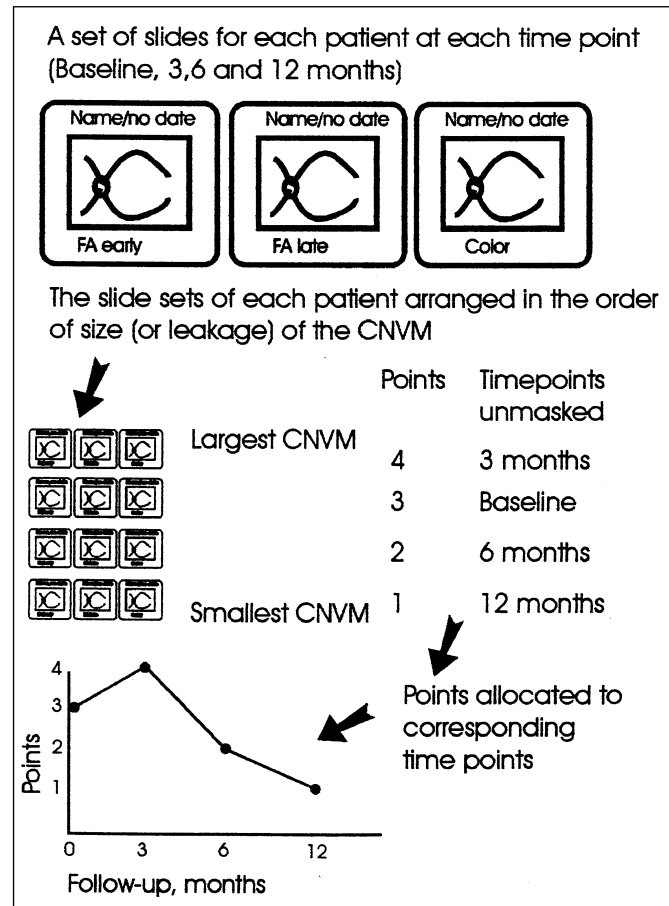 A set of slides for each patient at each time point
(Baseline, 3,6 and 12 months)
Name/no date
Name/no date
Name/no date
FA early
FA late
Color
The slide sets of each patient arranged in the order
of size (or leakage) of the CNVM
Points
Timepoints
unmasked
Largest CNVM
4
3 months
3
Baseline
2
6 months
Smallest CNVM
1
12 months
Points allocated to
corresponding
time points
Points
4
3
2
1
0
3
6
12
Follow-up, months